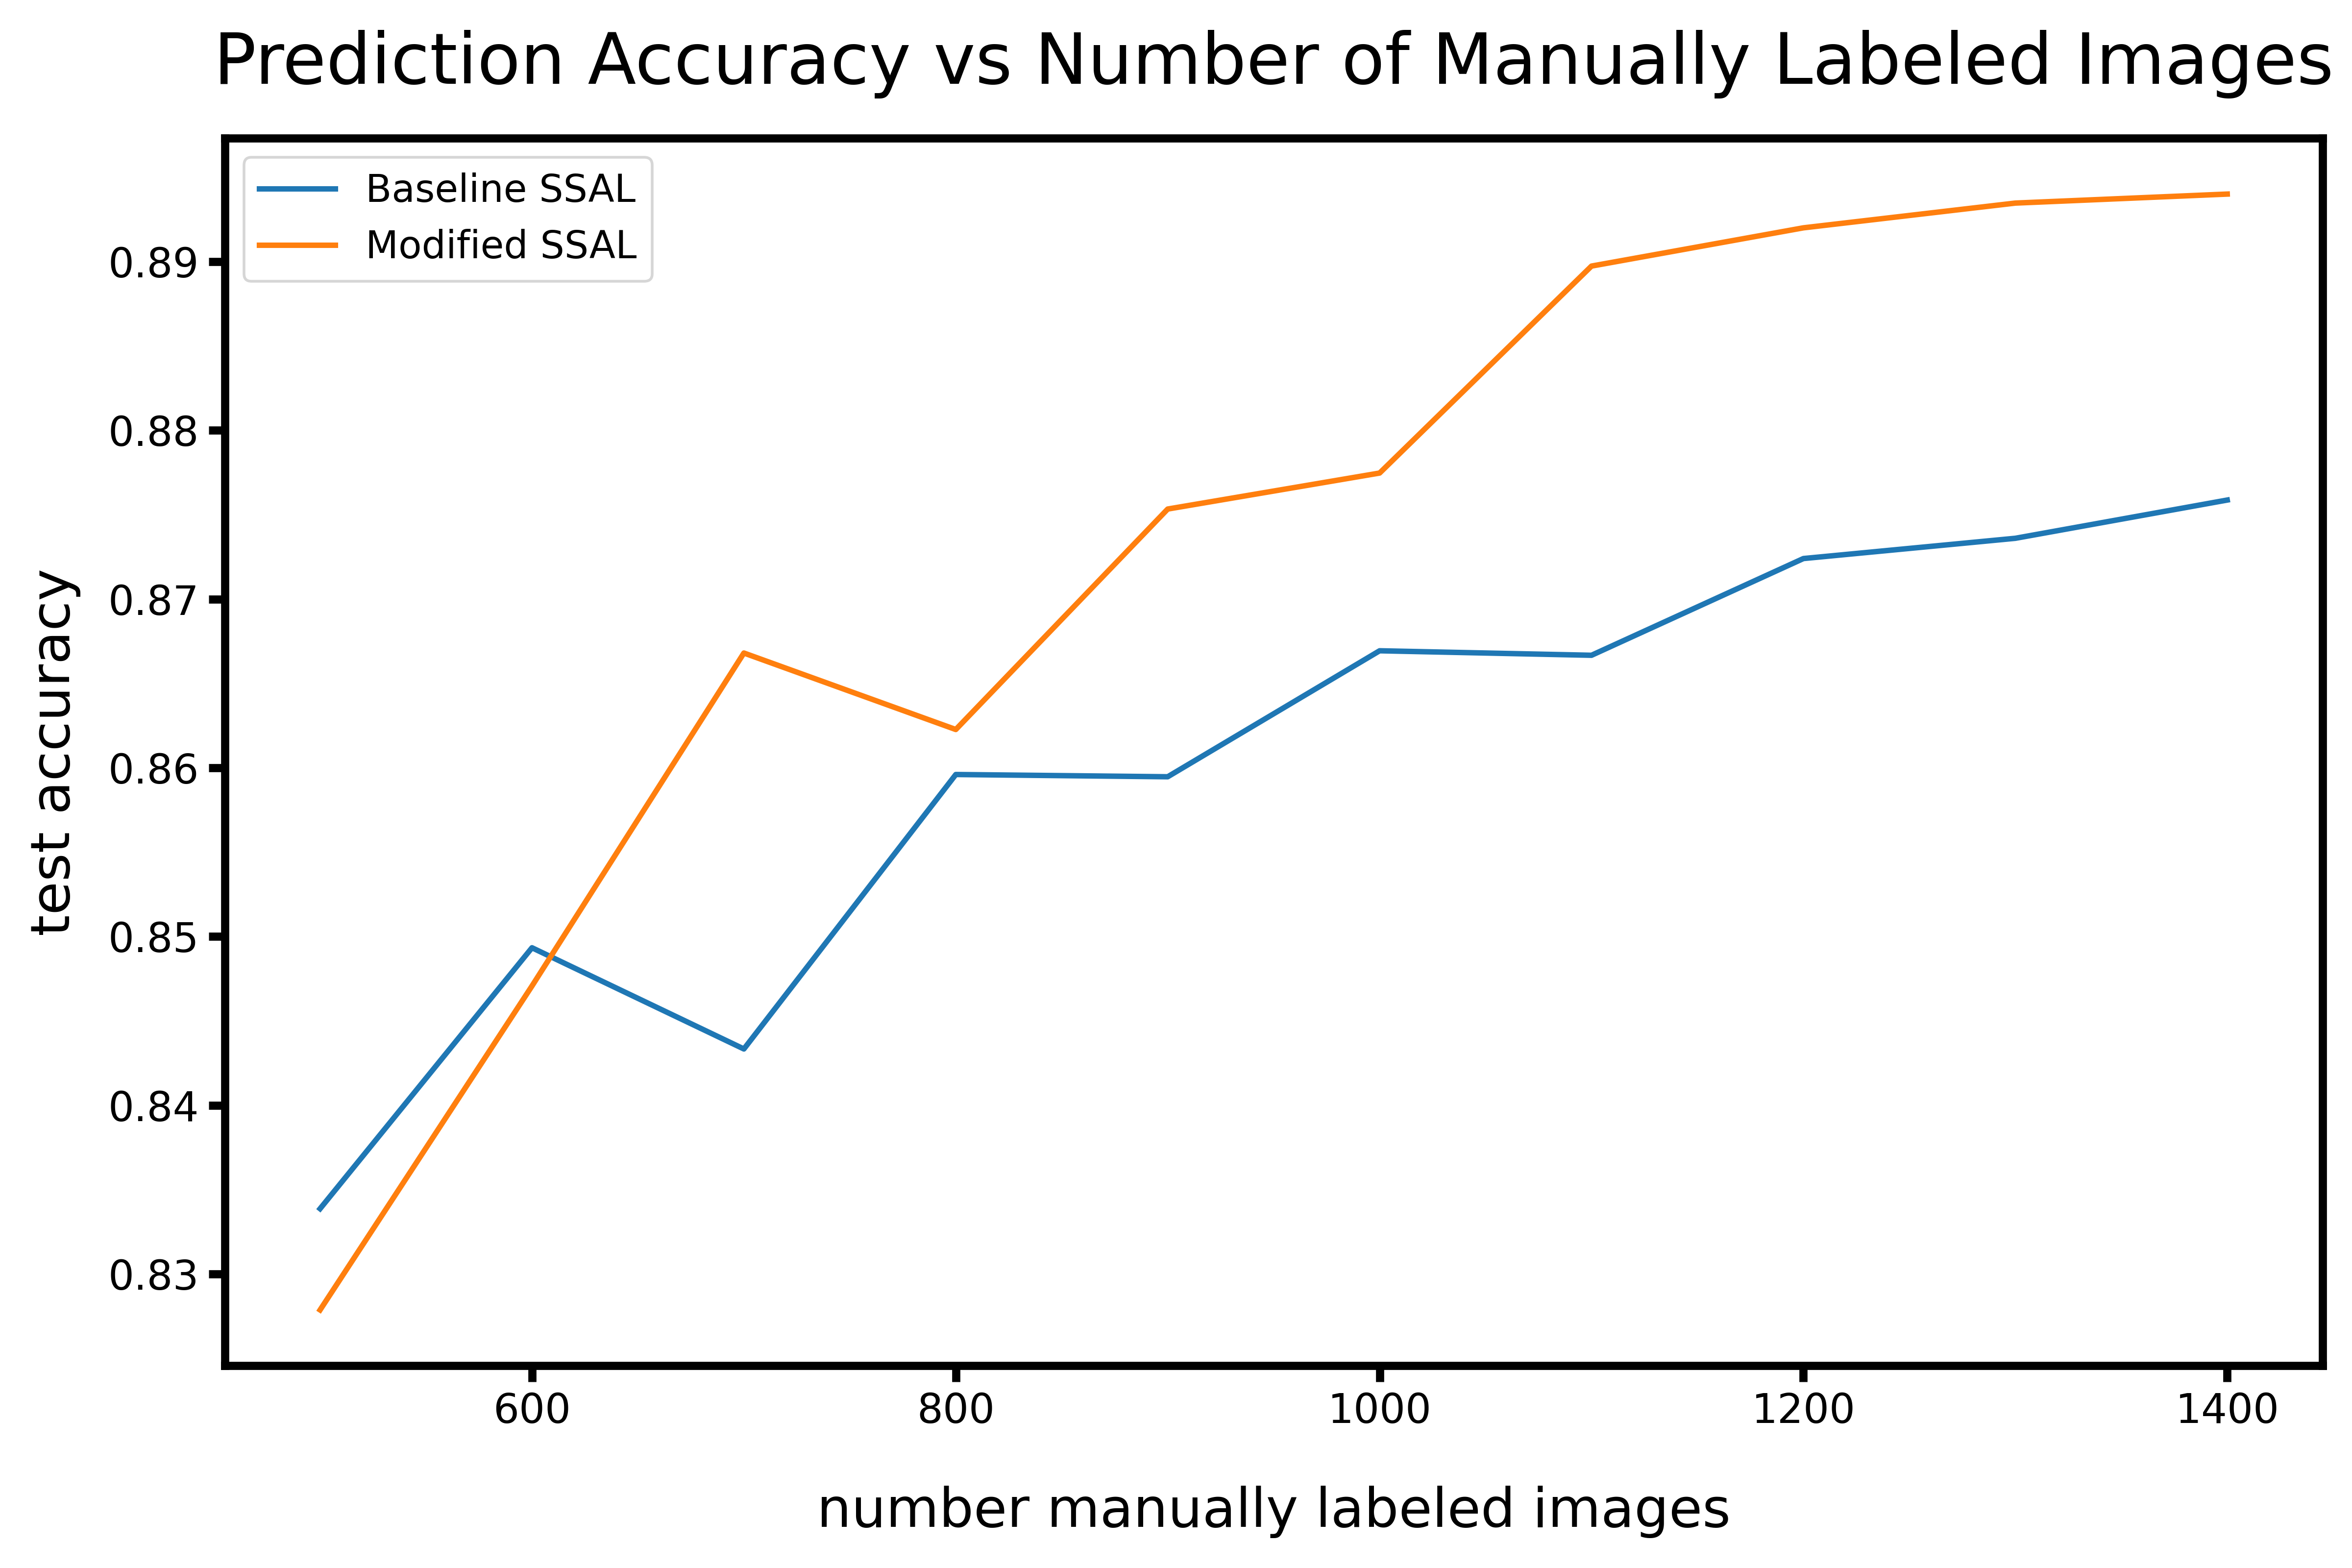 Prediction Accuracy vs Number of Manually Labeled Images
Baseline SSAL
Modified SSAL
0.89
0.88
0.87
0.86
0.85
0.84
0.83
test accuracy
600 800 1000 1200 1400
number manually labeled images